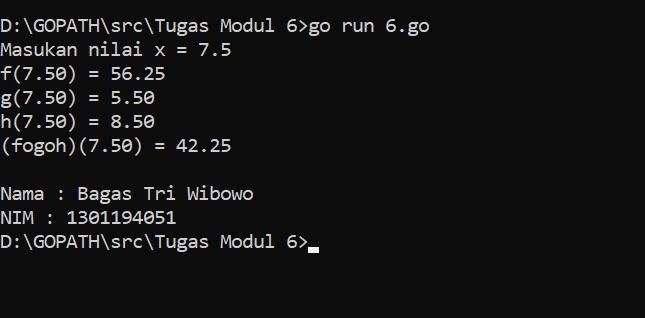 D:\GOPATH\src\Tugas Modul 6>go run 6.go
Masukan nilai x = 7.5
f(7.50) = 56.25
g(7.50) = 5.50
h(7.50) = 8.50
(fogoh)(7.50) = 42.25
Nama : Bagas Tri Wibowo
NIM : 1301194051
D:\GOPATH\src\Tugas Modul 6>